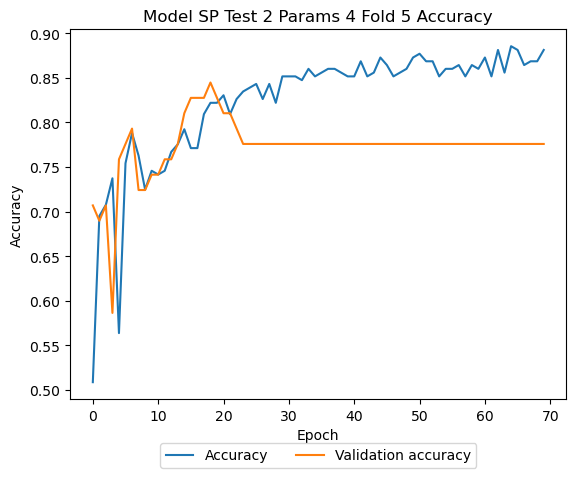 Model SP Test 2 Params 4 Fold 5 Accuracy
Accuracy
0.90
0.85
0.80
0.75
0.70
0.65
0.60
0.55
0.50
0 10 20 30 40 50 60 70
Epoch
Accuracy Validation accuracy